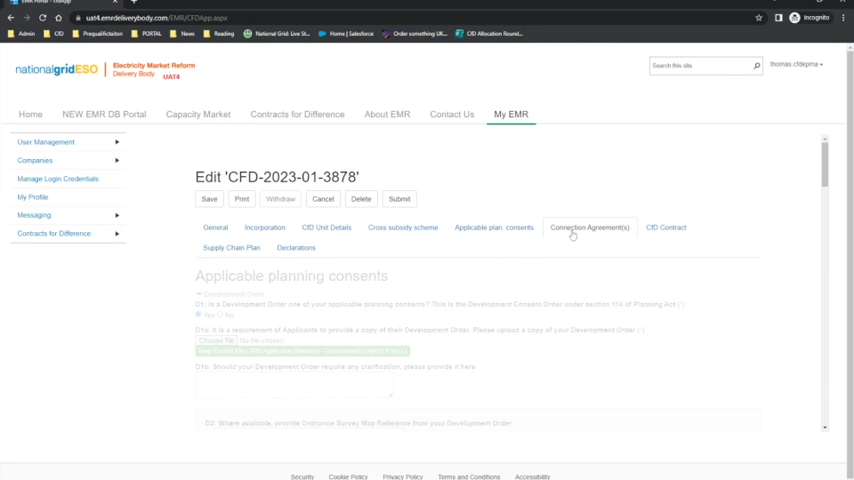 EMR Portal - cfdApp
uat4.emrdeliverybody.com/EMR/CFDApp.aspx
Incognito
Admin CfD Prequalificaiton PORTAL News Reading National Grid: Live St... Home | Salesforce Order something UK... CfD Allocation Round...
nationalgridESO Electricity Market Reform
Delivery Body UAT4
Search this site
thomas.cfdepma
Home NEW EMR DB Portal Capacity Market Contracts for Difference About EMR Contact Us My EMR
User Management
Companies
Manage Login Credentials
My Profile
Messaging
Contracts for Difference
Edit 'CFD-2023-01-3878'
Save Print Withdraw Cancel Delete Submit
General Incorporation CfD Unit Details Cross subsidy scheme Applicable plan. consents Connection Agreement(s) CfD Contract
Supply Chain Plan Declarations
Applicable planning consents
Development Order
D1: Is a Development Order one of your applicable planning consents? This is the Development Consent Order under section 114 of Planning Act (*)
Yes No
D1a: It is a requirement of Applicants to provide a copy of their Development Order. Please upload a copy of your Development Order (*)
Choose file No file chosen
D1b: Should your Development Order require any clarification, please provide it here
D3: Where available, provide Ordnance Survey Map Reference from your Development Order
Security Cookie Policy Privacy Policy Terms and Conditions Accessibility